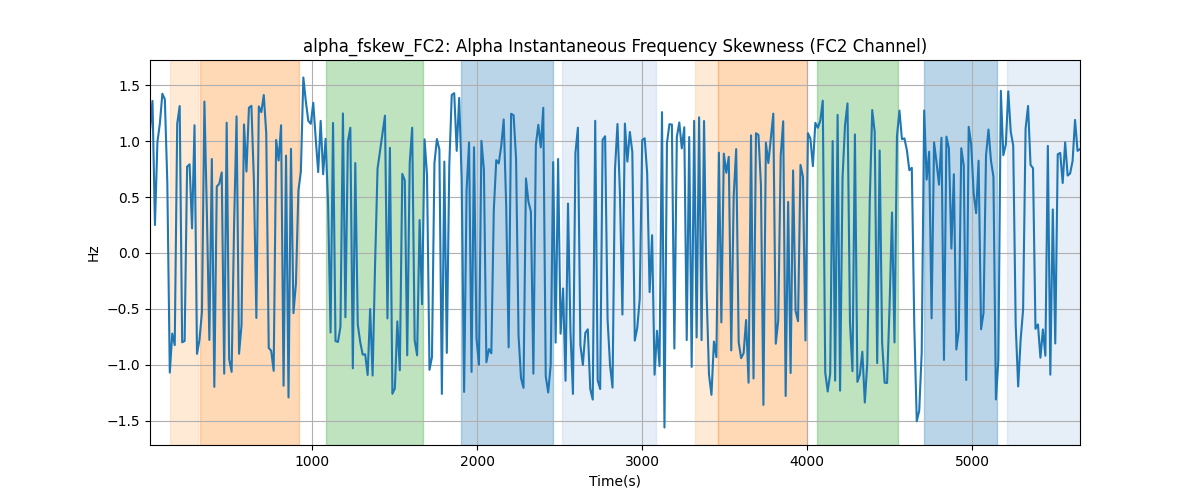 alpha_fskew_FC2: Alpha Instantaneous Frequency Skewness (FC2 Channel)
1.5
1.0
0.5
0.0
−0.5
−1.0
−1.5
Hz
1000 2000 3000 4000 5000
Time(s)